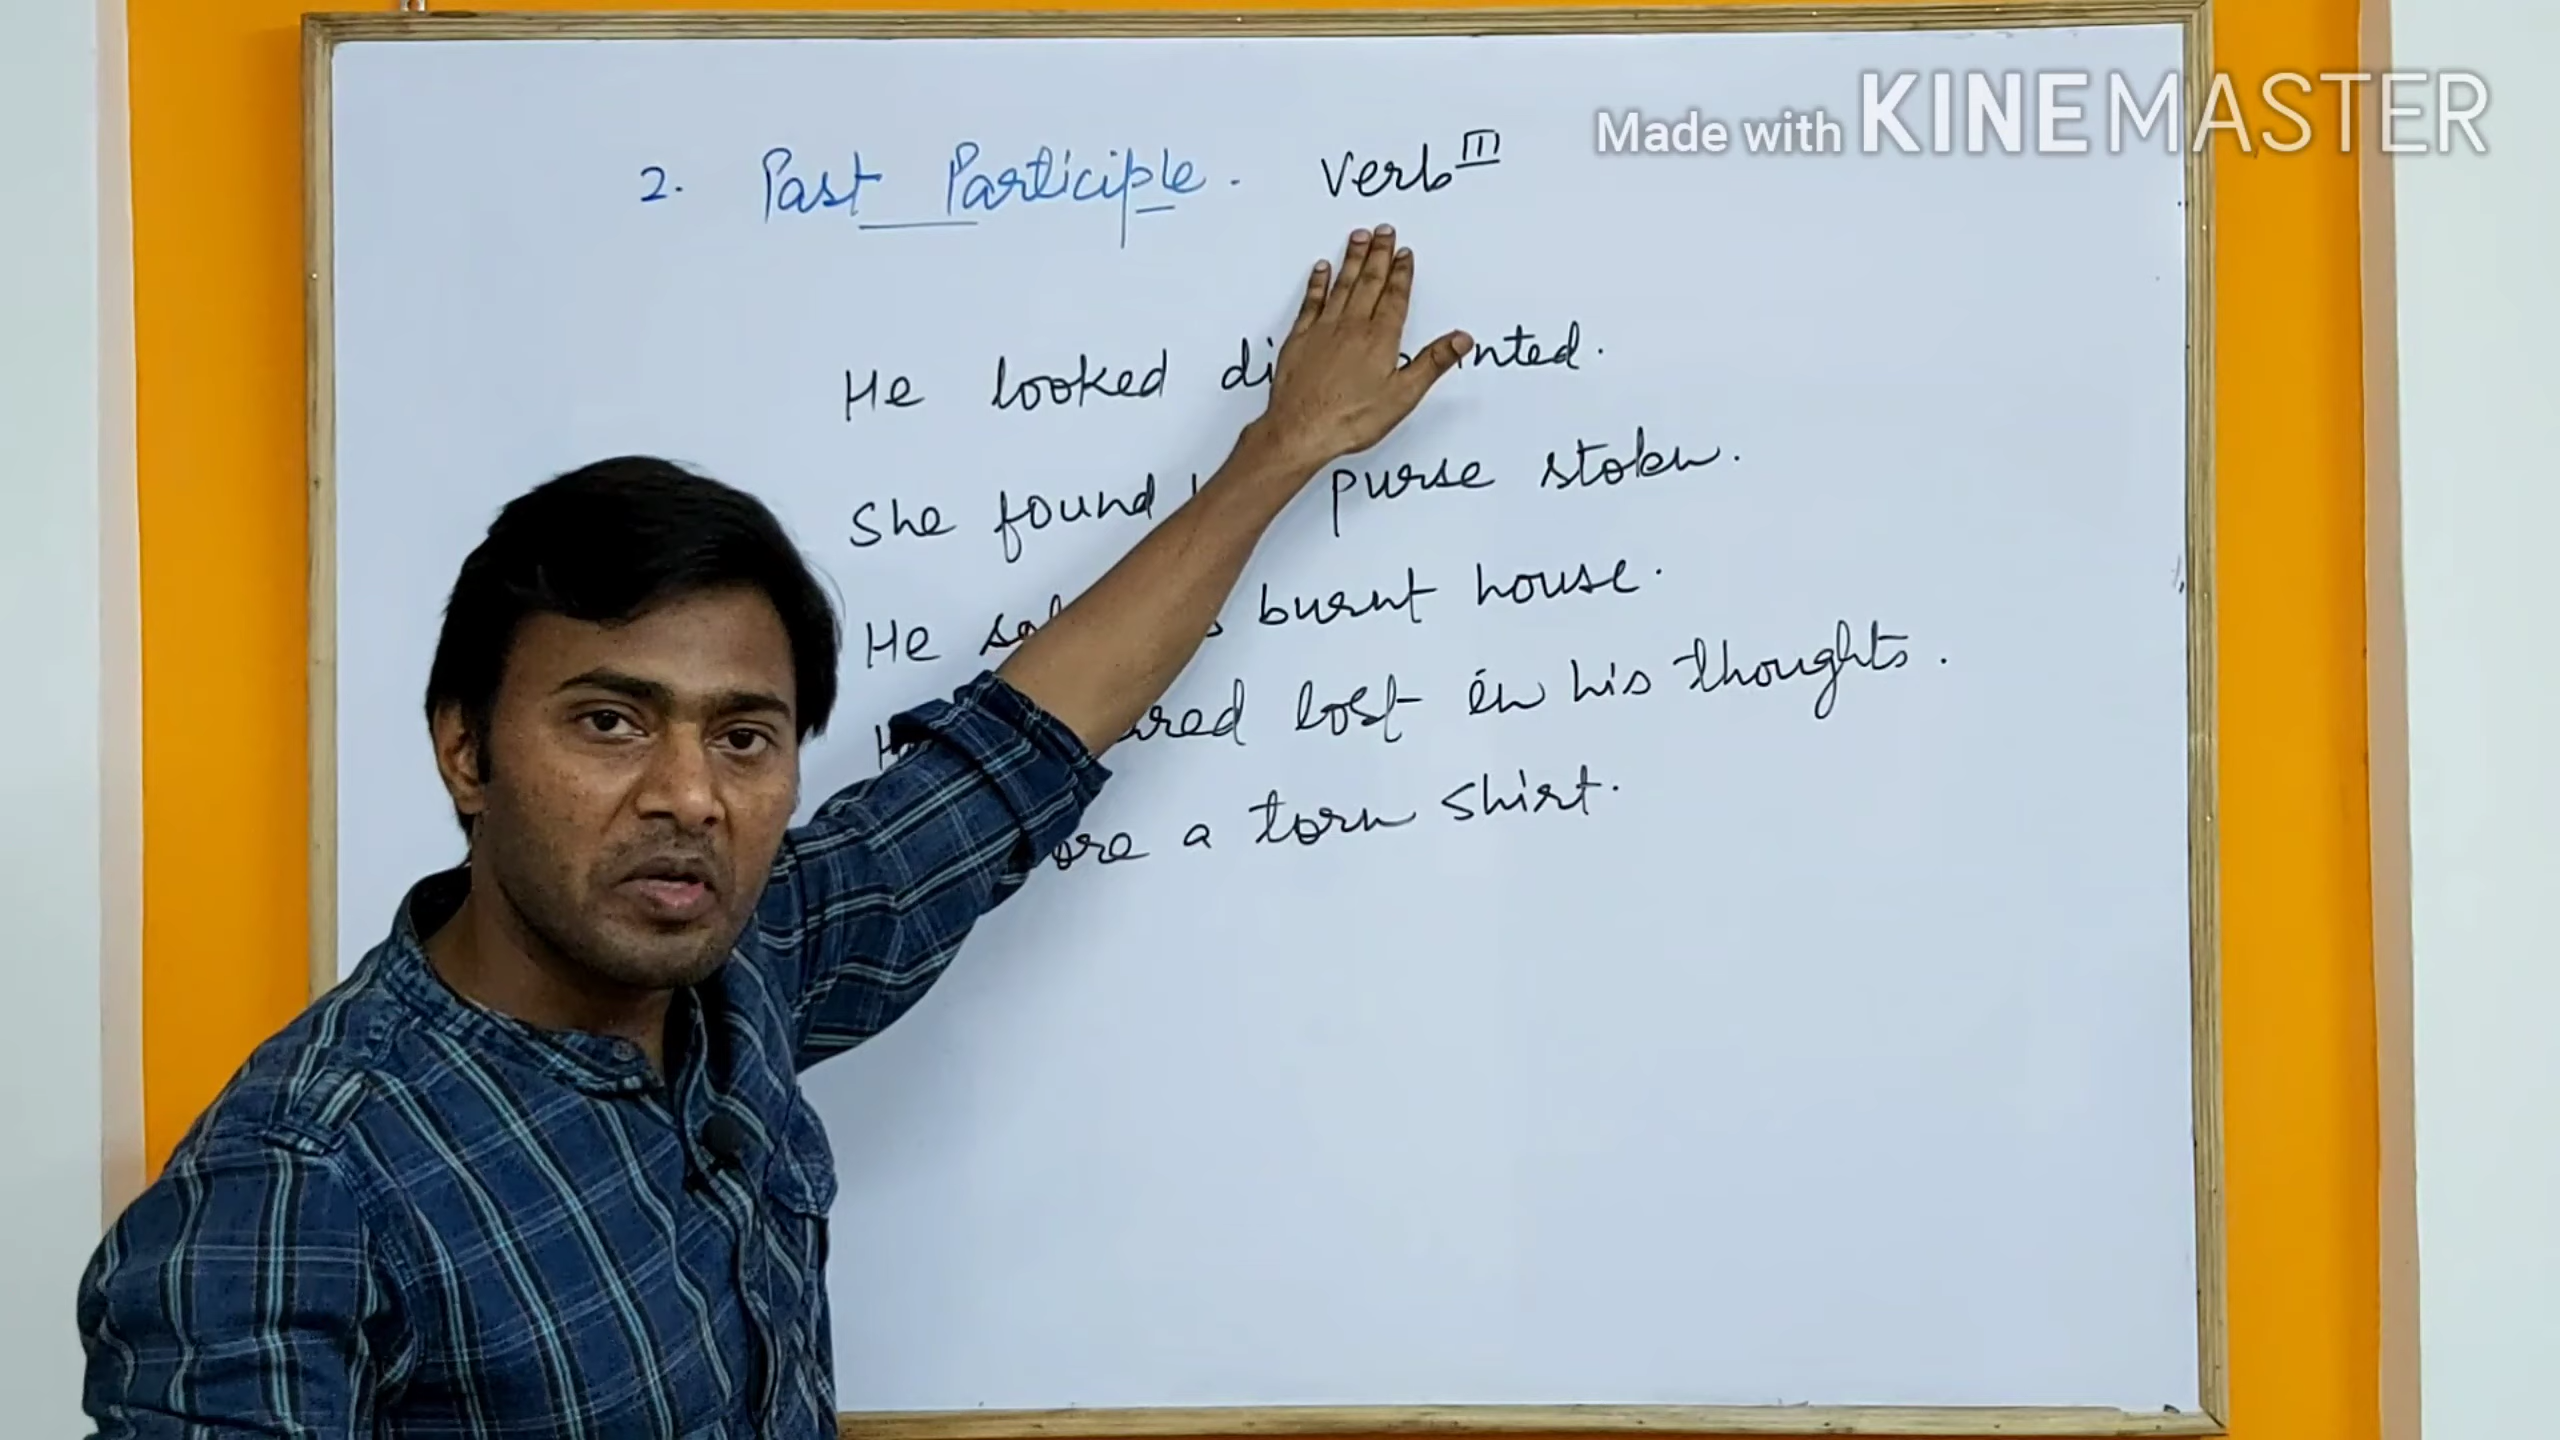 Made with KINEMASTER
2. Past Participle. Verb III
He looked di nted.
She found purse stolen.
He burnt house.
lost in his thoughts.
a torn shirt.